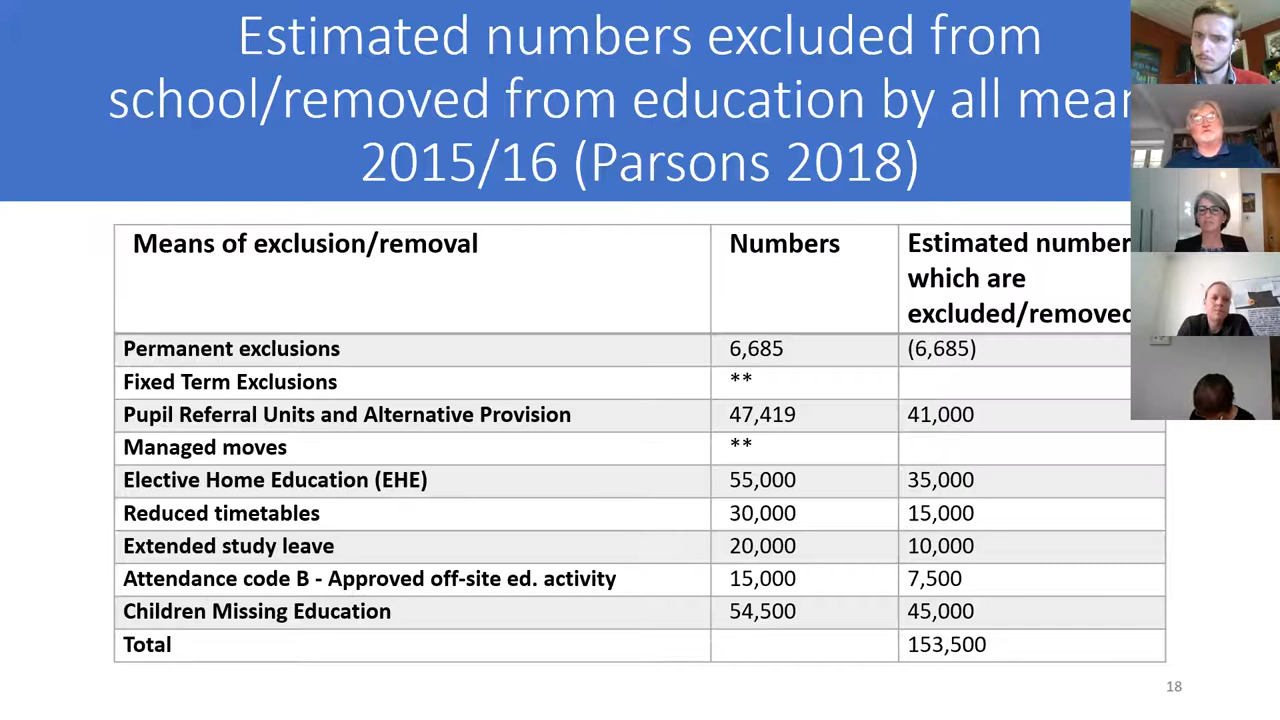 Estimated numbers excluded from
school/removed from education by all mean
2015/16 (Parsons 2018)
Means of exclusion/removal Numbers Estimated number
which are
excluded/removed
Permanent exclusions 6,685 (6,685)
Fixed Term Exclusions **
Pupil Referral Units and Alternative Provision 47,419 41,000
Managed moves **
Elective Home Education (EHE) 55,000 35,000
Reduced timetables 30,000 15,000
Extended study leave 20,000 10,000
Attendance code B - Approved off-site ed. activity 15,000 7,500
Children Missing Education 54,500 45,000
Total 153,500
18